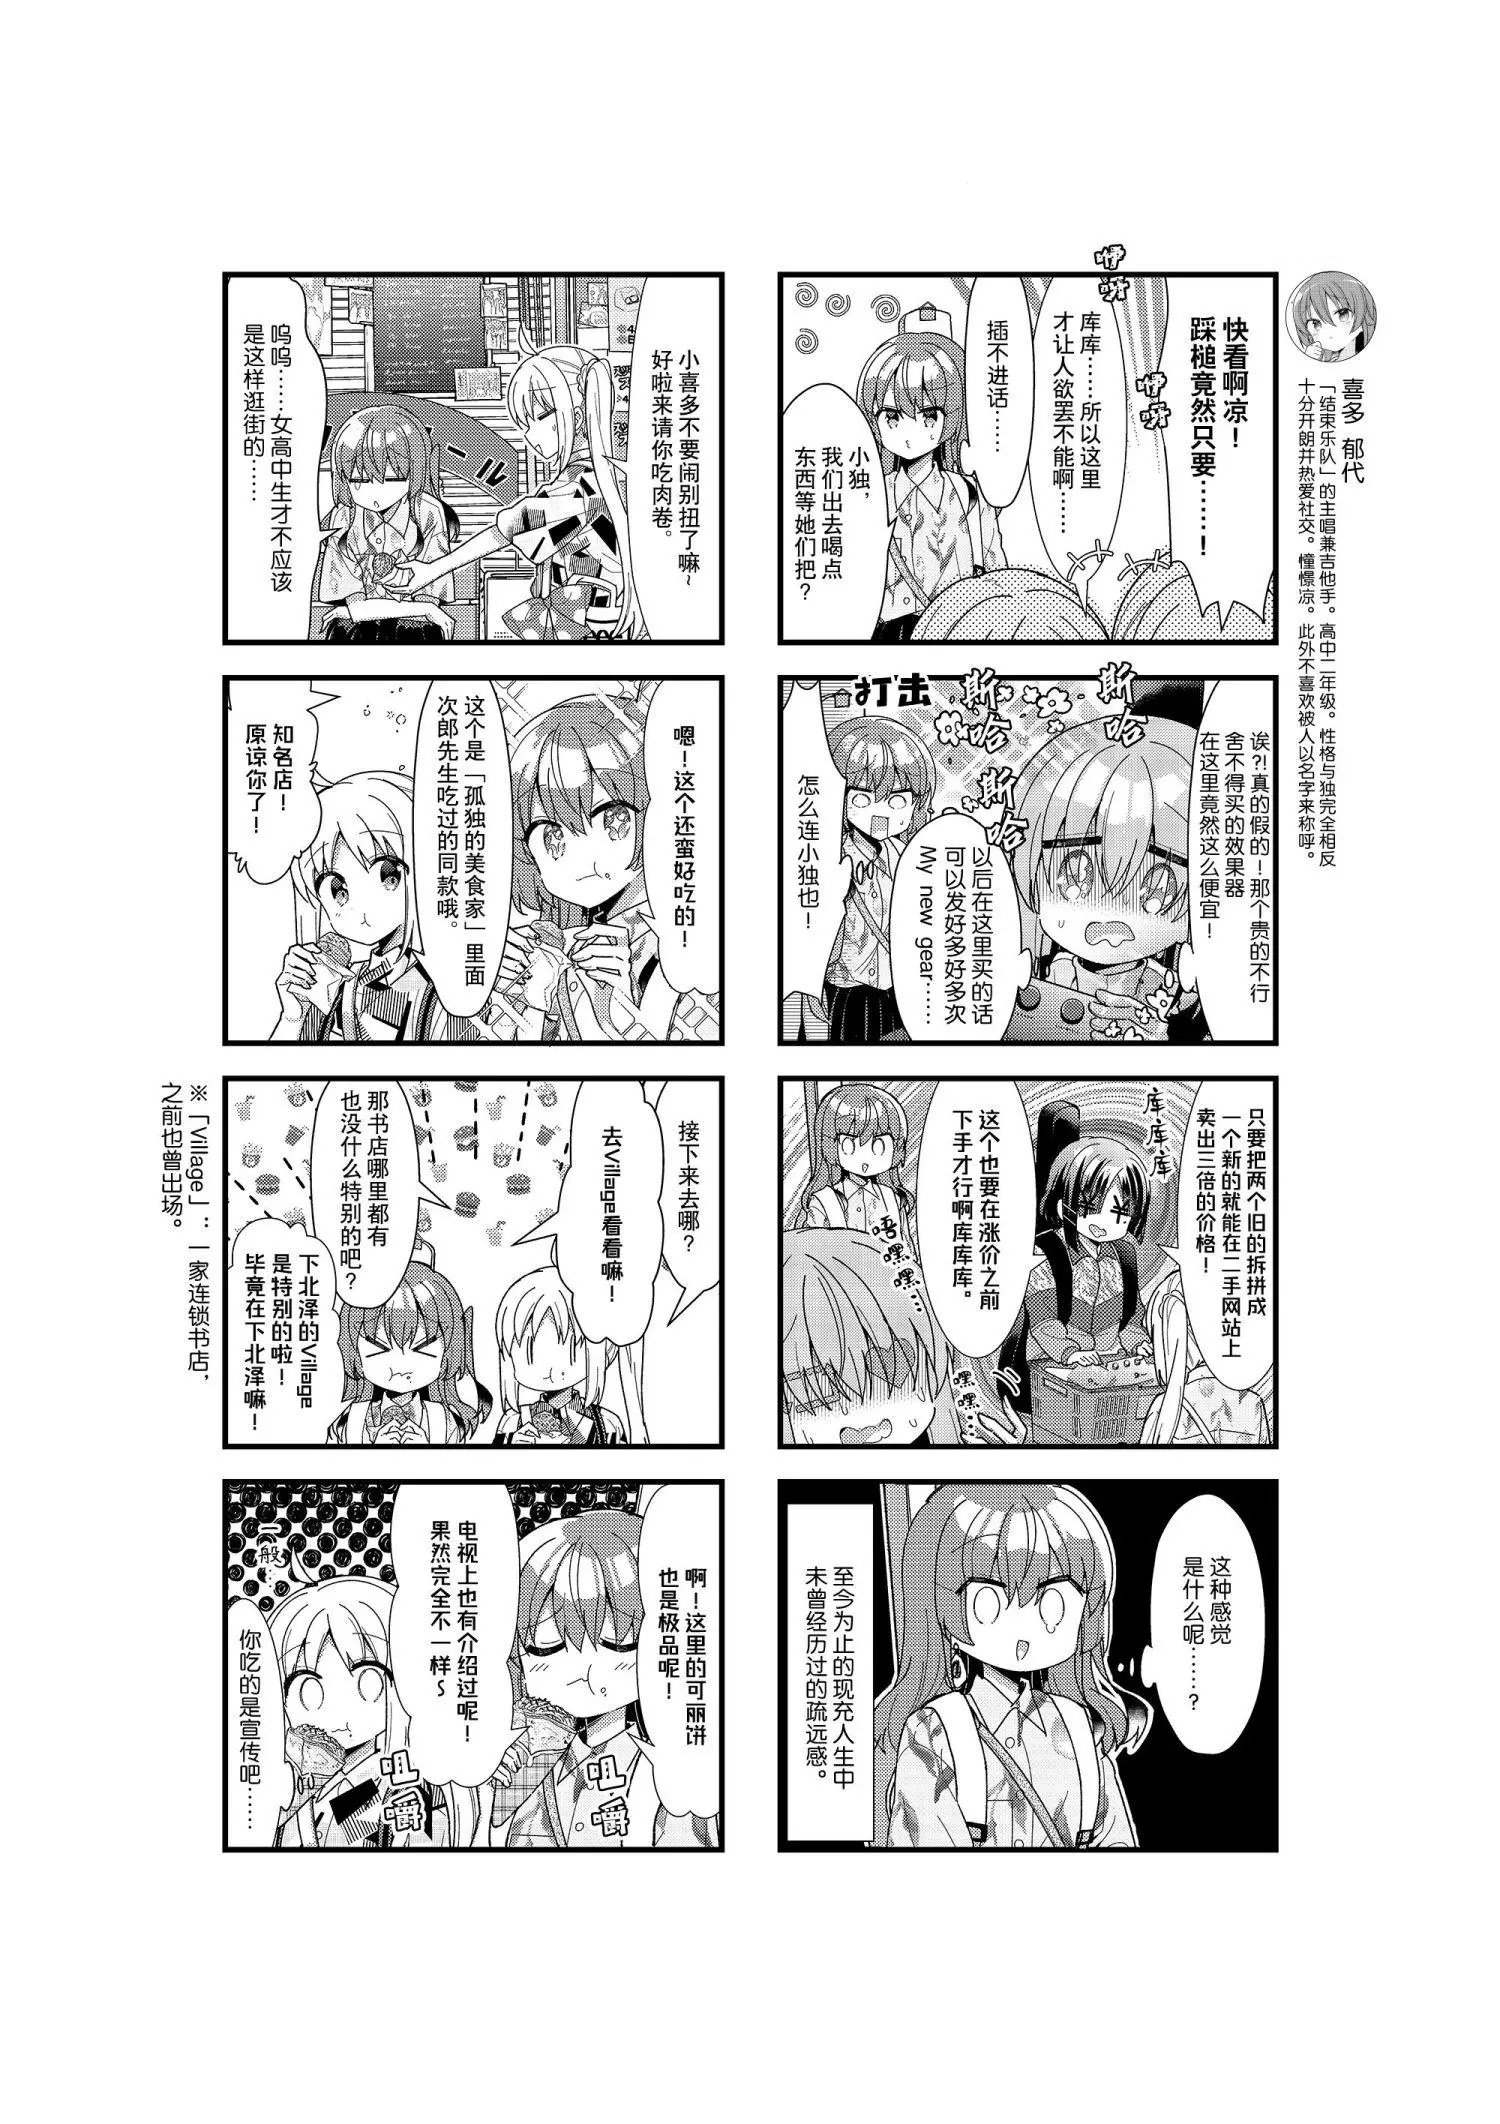 喜多 郁代
「结束乐队」的主唱兼吉他手。高中二年级。性格与独完全相反
十分开朗并热爱社交。憧憬凉。此外不喜欢被人以名字来称呼。
快看啊凉！
踩槌竟然只要……！
咿呀
咿呀
库库……所以这里
才让人欲罢不能啊……
插不进话……
小独，
我们出去喝点
东西等她们把？
诶?!真的假的！那个贵的不行
舍不得买的效果器
在这里竟然这么便宜！
斯哈
斯哈
斯哈
以后在这里买的话
可以发好多好多次
My new gear……
打击
怎么连小独也！
只要把两个旧的拆拼成
一个新的就能在二手网站上
卖出三倍的价格！
库库库
这个也要在涨价之前
下手才行啊库库库。
唔嘿嘿…
嘿嘿…
这种感觉
是什么呢……？
至今为止的现充人生中
未曾经历过的疏远感。
小喜多不要闹别扭了嘛~
好啦来请你吃肉卷。
呜呜……女高中生才不应该
是这样逛街的……
嗯！这个还蛮好吃的！
这个是「孤独的美食家」里面
次郎先生吃过的同款哦。
知名店！
原谅你了！
接下来去哪？
去Village看看嘛！
那书店哪里都有
也没什么特别的吧？
下北泽的Village
是特别的啦！
毕竟在下北泽嘛！
※「Village」：一家连锁书店，
之前也曾出场。
啊！这里的可丽饼
也是极品呢！
电视上也有介绍过呢！
果然完全不一样～
咀嚼
咀嚼
一般……
你吃的是宣传吧……